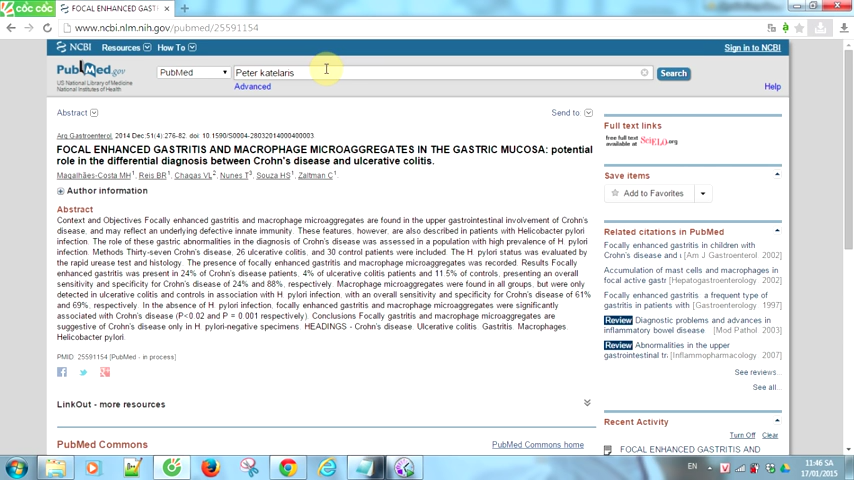 cốc cốc
FOCAL ENHANCED GASTRI
www.ncbi.nlm.nih.gov/pubmed/25591154
NCBI Resources How To Sign in to NCBI
PubMed.gov
US National Library of Medicine
National Institutes of Health
PubMed
Peter katelaris
Search
Advanced
Help
Abstract
Send to:
Arq Gastroenterol. 2014 Dec;51(4):276-82. doi: 10.1590/S0004-28032014000400003.
FOCAL ENHANCED GASTRITIS AND MACROPHAGE MICROAGGREGATES IN THE GASTRIC MUCOSA: potential
role in the differential diagnosis between Crohn's disease and ulcerative colitis.
Magalhães-Costa MH1, Reis BR1, Chagas VL2, Nunes T3, Souza HS1, Zaltman C1.
Author information
Abstract
Context and Objectives Focally enhanced gastritis and macrophage microaggregates are found in the upper gastrointestinal involvement of Crohn's
disease, and may reflect an underlying defective innate immunity. These features, however, are also described in patients with Helicobacter pylori
infection. The role of these gastric abnormalities in the diagnosis of Crohn's disease was assessed in a population with high prevalence of H. pylori
infection. Methods Thirty-seven Crohn's disease, 26 ulcerative colitis, and 30 control patients were included. The H pylori status was evaluated by
the rapid urease test and histology. The presence of focally enhanced gastritis and macrophage microaggregates was recorded. Results Focally
enhanced gastritis was present in 24% of Crohn's disease patients, 4% of ulcerative colitis patients and 11.5% of controls, presenting an overall
sensitivity and specificity for Crohn's disease of 24% and 88%, respectively. Macrophage microaggregates were found in all groups, but were only
detected in ulcerative colitis and controls in association with H. pylori infection, with an overall sensitivity and specificity for Crohn's disease of 61%
and 69%, respectively. In the absence of H. pylori infection, focally enhanced gastritis and macrophage microaggregates were significantly
associated with Crohn's disease (P<0.02 and P = 0.001 respectively). Conclusions Focally gastritis and macrophage microaggregates are
suggestive of Crohn's disease only in H. pylori-negative specimens. HEADINGS - Crohn's disease. Ulcerative colitis. Gastritis. Macrophages.
Helicobacter pylori.
PMID: 25591154 [PubMed - in process]
LinkOut - more resources
PubMed Commons
PubMed Commons home
Full text links
free full text
available at SciELO.org
Save items
Add to Favorites
Related citations in PubMed
Focally enhanced gastritis in children with
Crohn's disease and [Am J Gastroenterol. 2002]
Accumulation of mast cells and macrophages in
focal active gastri [Hepatogastroenterology. 2002]
Focally enhanced gastritis: a frequent type of
gastritis in patients with [Gastroenterology. 1997]
Review Diagnostic problems and advances in
inflammatory bowel disease. [Mod Pathol. 2003]
Review Abnormalities in the upper
gastrointestinal tr [Inflammopharmacology. 2007]
See reviews...
See all...
Recent Activity
Turn Off Clear
FOCAL ENHANCED GASTRITIS AND
EN
11:46 SA
17/01/2015